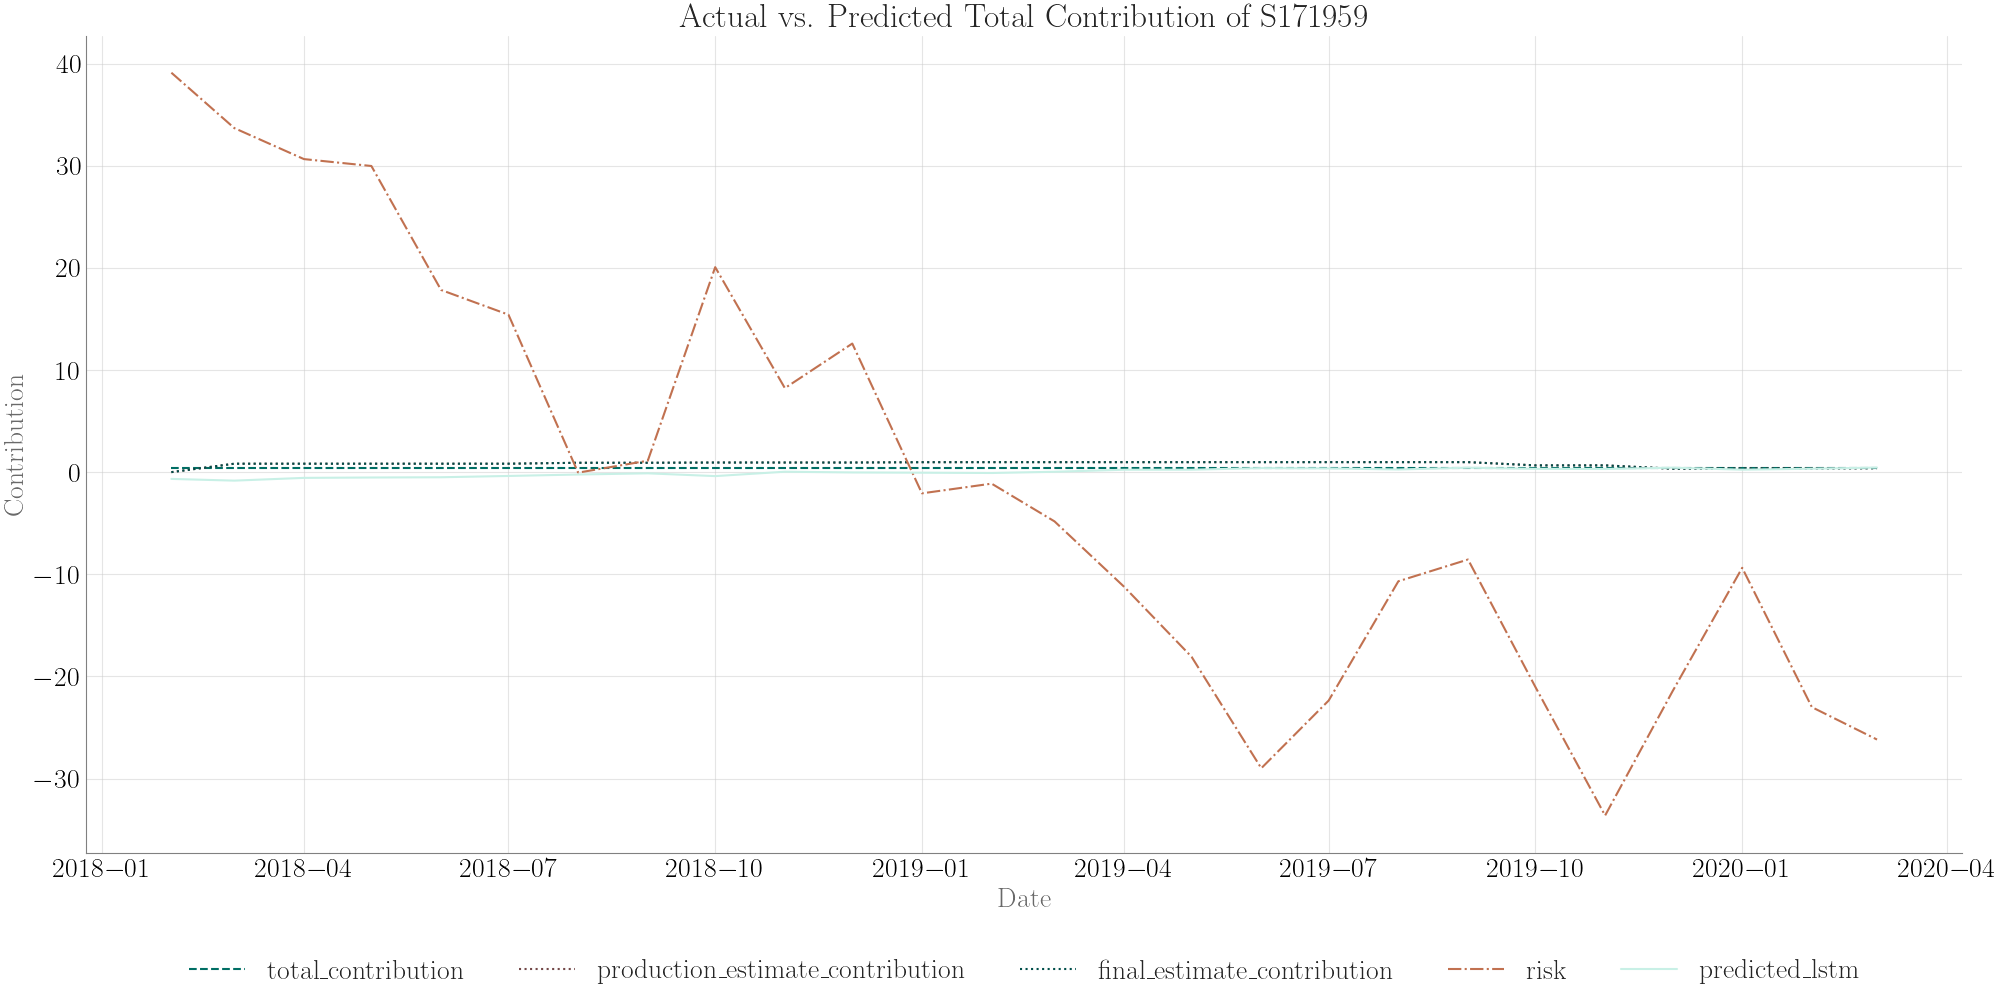 Actual vs. Predicted Total Contribution of S171959
40
30
20
10
0
−10
−20
−30
Contribution
2018−01 2018−04 2018−07 2018−10 2019−01 2019−04 2019−07 2019−10 2020−01 2020−04
Date
total_contribution production_estimate_contribution final_estimate_contribution risk predicted_lstm